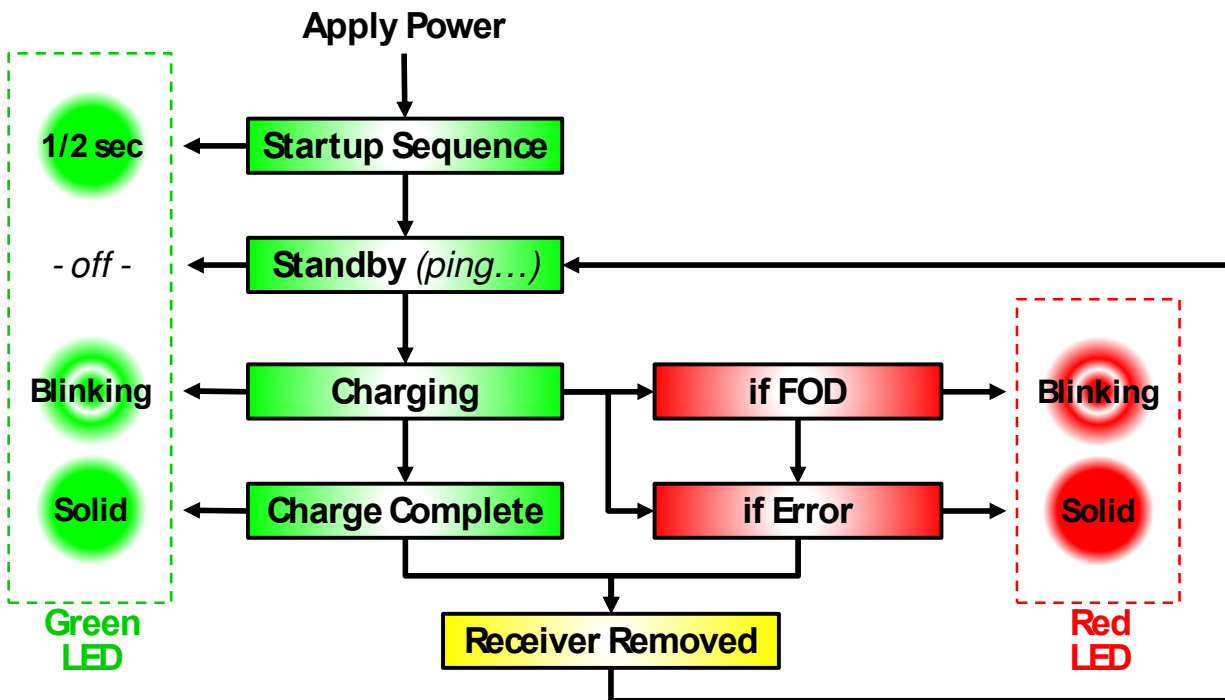 Apply Power
1/2 sec
Startup Sequence
- off -
Standby (ping…)
Blinking
Charging
if FOD
Blinking
Solid
Charge Complete
if Error
Solid
Green
LED
Receiver Removed
Red
LED